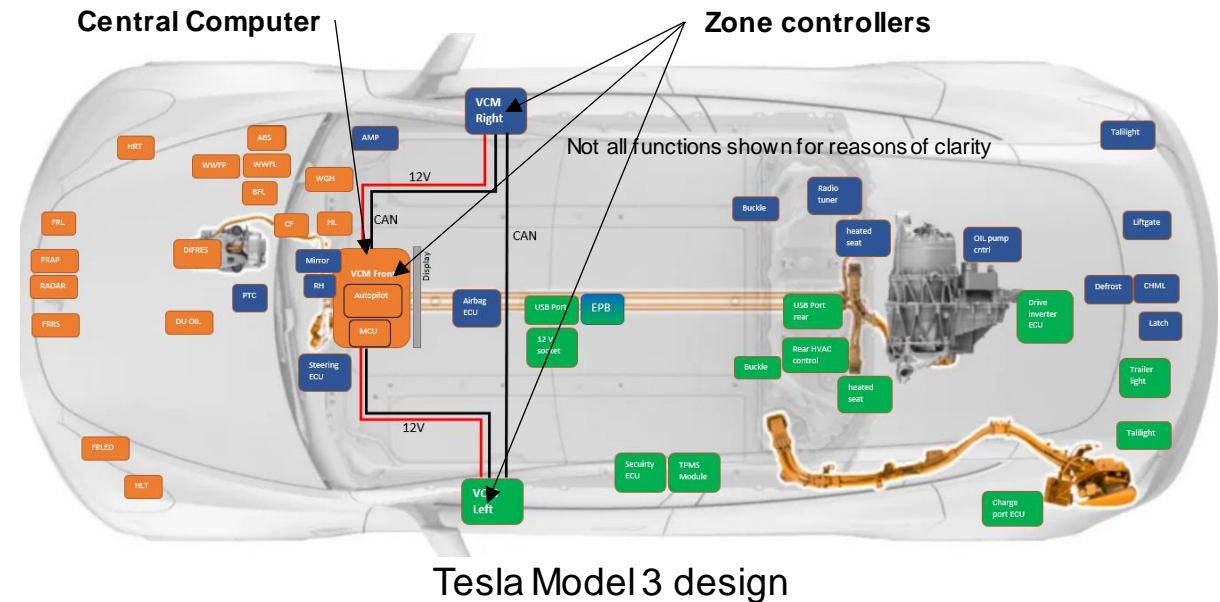 Central Computer
Zone controllers
VCM
Right
Not all functions shown for reasons of clarity
AMP
Talilight
HRT
ABS
WWFP
WWFL
BFL
WGH
12V
CAN
CAN
CF
HL
FRL
FRAP
RADAR
FRRS
DIFRES
DU OIL
PTC
Mirror
RH
VCM Fron
Autopilot
MCU
Display
Steering
ECU
Airbag
ECU
USB Port
EPB
12 V
socket
Buckle
Radio
tuner
heated
seat
OIL pump
cntrl
Liftgate
Defrost
CHML
Latch
USB Port
rear
Rear HVAC
control
Buckle
heated
seat
Drive
inverter
ECU
Trailer
light
Talilight
12V
FRLED
HLT
VC
Left
Secuirty
ECU
TPMS
Module
Charge
port ECU
Tesla Model 3 design